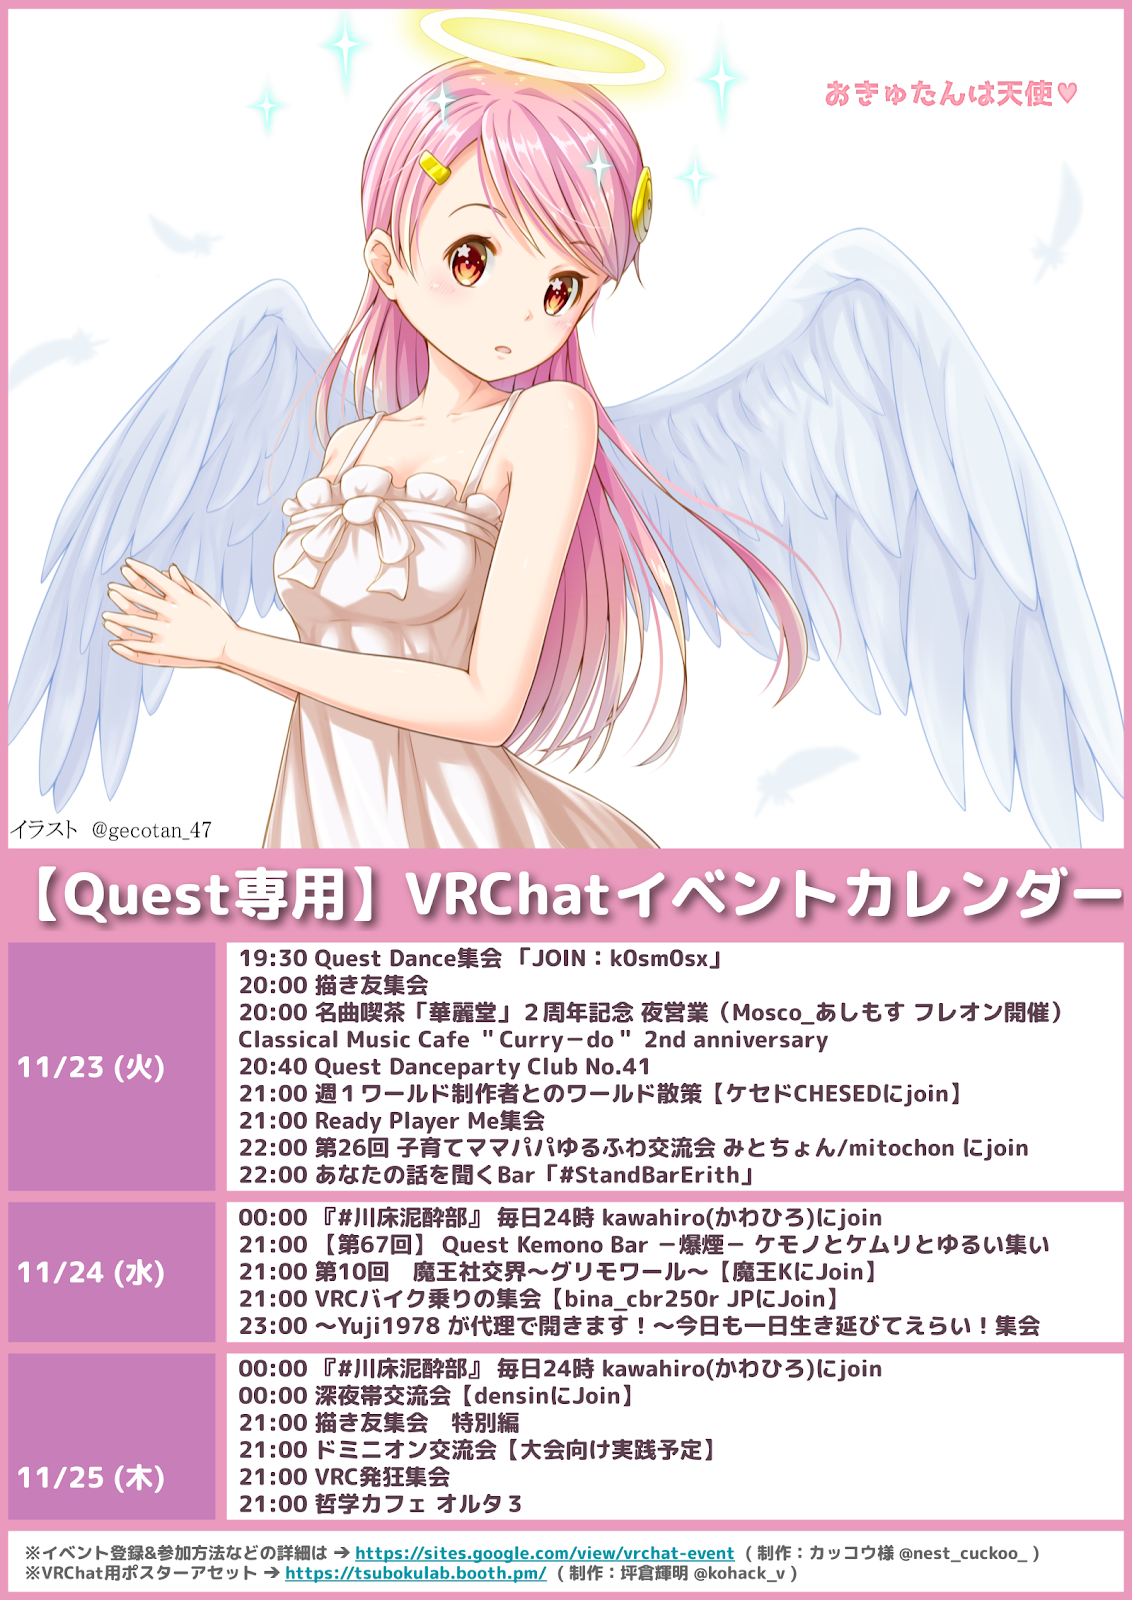 おきゅたんは天使♥
イラスト @gecotan_47
【Quest専用】VRChatイベントカレンダー
11/23 (火)
19:30 Quest Dance集会 「JOIN：k0sm0sx」
20:00 描き友集会
20:00 名曲喫茶「華麗堂」２周年記念 夜営業（Mosco_あしもす フレオン開催）
Classical Music Cafe ＂Curry－do＂ 2nd anniversary
20:40 Quest Danceparty Club No.41
21:00 週１ワールド制作者とのワールド散策【ケセドCHESEDにjoin】
21:00 Ready Player Me集会
22:00 第26回 子育てママパパゆるふわ交流会 みとちょん/mitochon にjoin
22:00 あなたの話を聞くBar「#StandBarErith」
11/24 (水)
00:00 『#川床泥酔部』 毎日24時 kawahiro(かわひろ)にjoin
21:00 【第67回】 Quest Kemono Bar －爆煙－ ケモノとケムリとゆるい集い
21:00 第10回　魔王社交界～グリモワール～【魔王KにJoin】
21:00 VRCバイク乗りの集会【bina_cbr250r JPにJoin】
23:00 ～Yuji1978 が代理で開きます！～今日も一日生き延びてえらい！集会
11/25 (木)
00:00 『#川床泥酔部』 毎日24時 kawahiro(かわひろ)にjoin
00:00 深夜帯交流会【densinにJoin】
21:00 描き友集会　特別編
21:00 ドミニオン交流会【大会向け実践予定】
21:00 VRC発狂集会
21:00 哲学カフェ オルタ３
※イベント登録&参加方法などの詳細は → https://sites.google.com/view/vrchat-event ( 制作：カッコウ様 @nest_cuckoo_ )
※VRChat用ポスターアセット → https://tsubokulab.booth.pm/ ( 制作：坪倉輝明 @kohack_v )